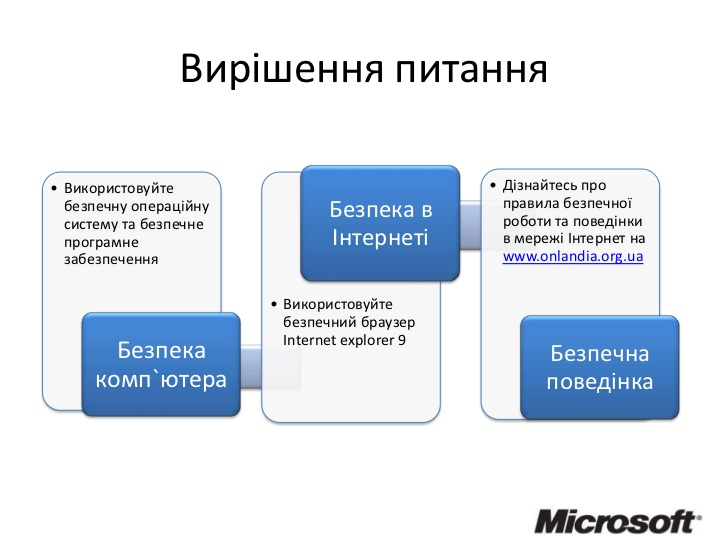 Вирішення питання
• Використовуйте
безпечну операційну
систему та безпечне
програмне
забезпечення
Безпека
комп`ютера
Безпека в
Інтернеті
• Використовуйте
безпечний браузер
Internet explorer 9
• Дізнайтесь про
правила безпечної
роботи та поведінки
в мережі Інтернет на
www.onlandia.org.ua
Безпечна
поведінка
Microsoft